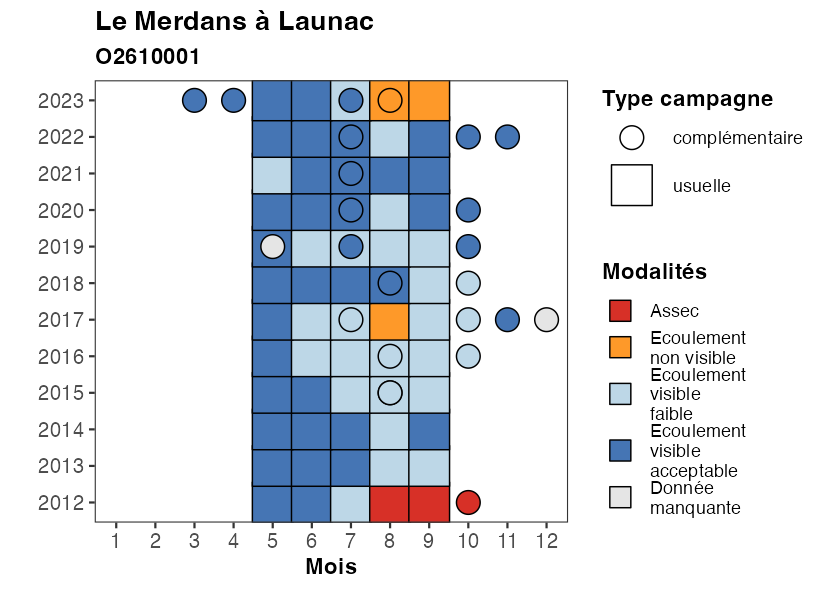 Le Merdans à Launac
O2610001
2023
2022
2021
2020
2019
2018
2017
2016
2015
2014
2013
2012
1 2 3 4 5 6 7 8 9 10 11 12
Mois
Type campagne
complémentaire
usuelle
Modalités
Assec
Ecoulement
non visible
Ecoulement
visible
faible
Ecoulement
visible
acceptable
Donnée
manquante